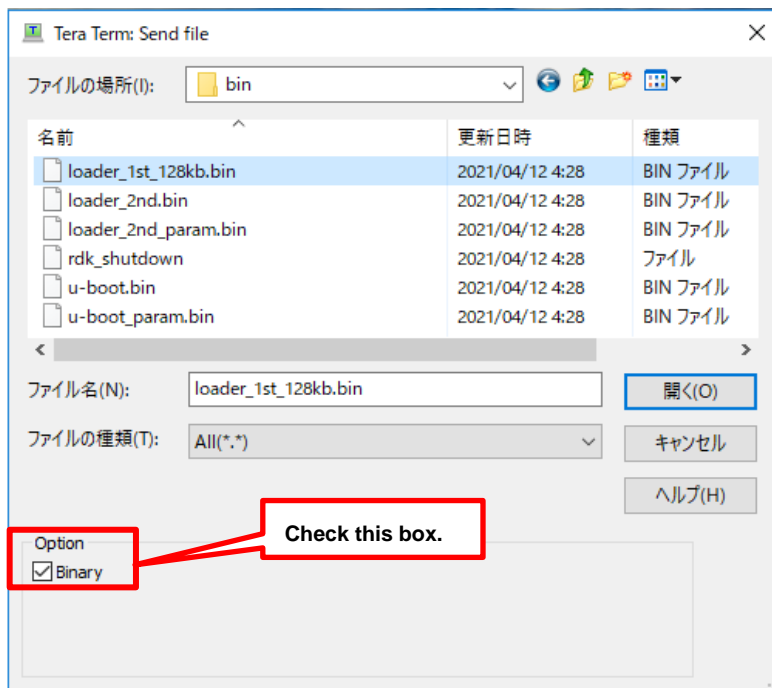 Tera Term: Send file
ファイルの場所(I): bin
名前 更新日時 種類
loader_1st_128kb.bin 2021/04/12 4:28 BIN ファイル
loader_2nd.bin 2021/04/12 4:28 BIN ファイル
loader_2nd_param.bin 2021/04/12 4:28 BIN ファイル
rdk_shutdown 2021/04/12 4:28 ファイル
u-boot.bin 2021/04/12 4:28 BIN ファイル
u-boot_param.bin 2021/04/12 4:28 BIN ファイル
ファイル名(N): loader_1st_128kb.bin 開く(O)
ファイルの種類(T): All(*.*) キャンセル
ヘルプ(H)
Check this box.
Option
Binary